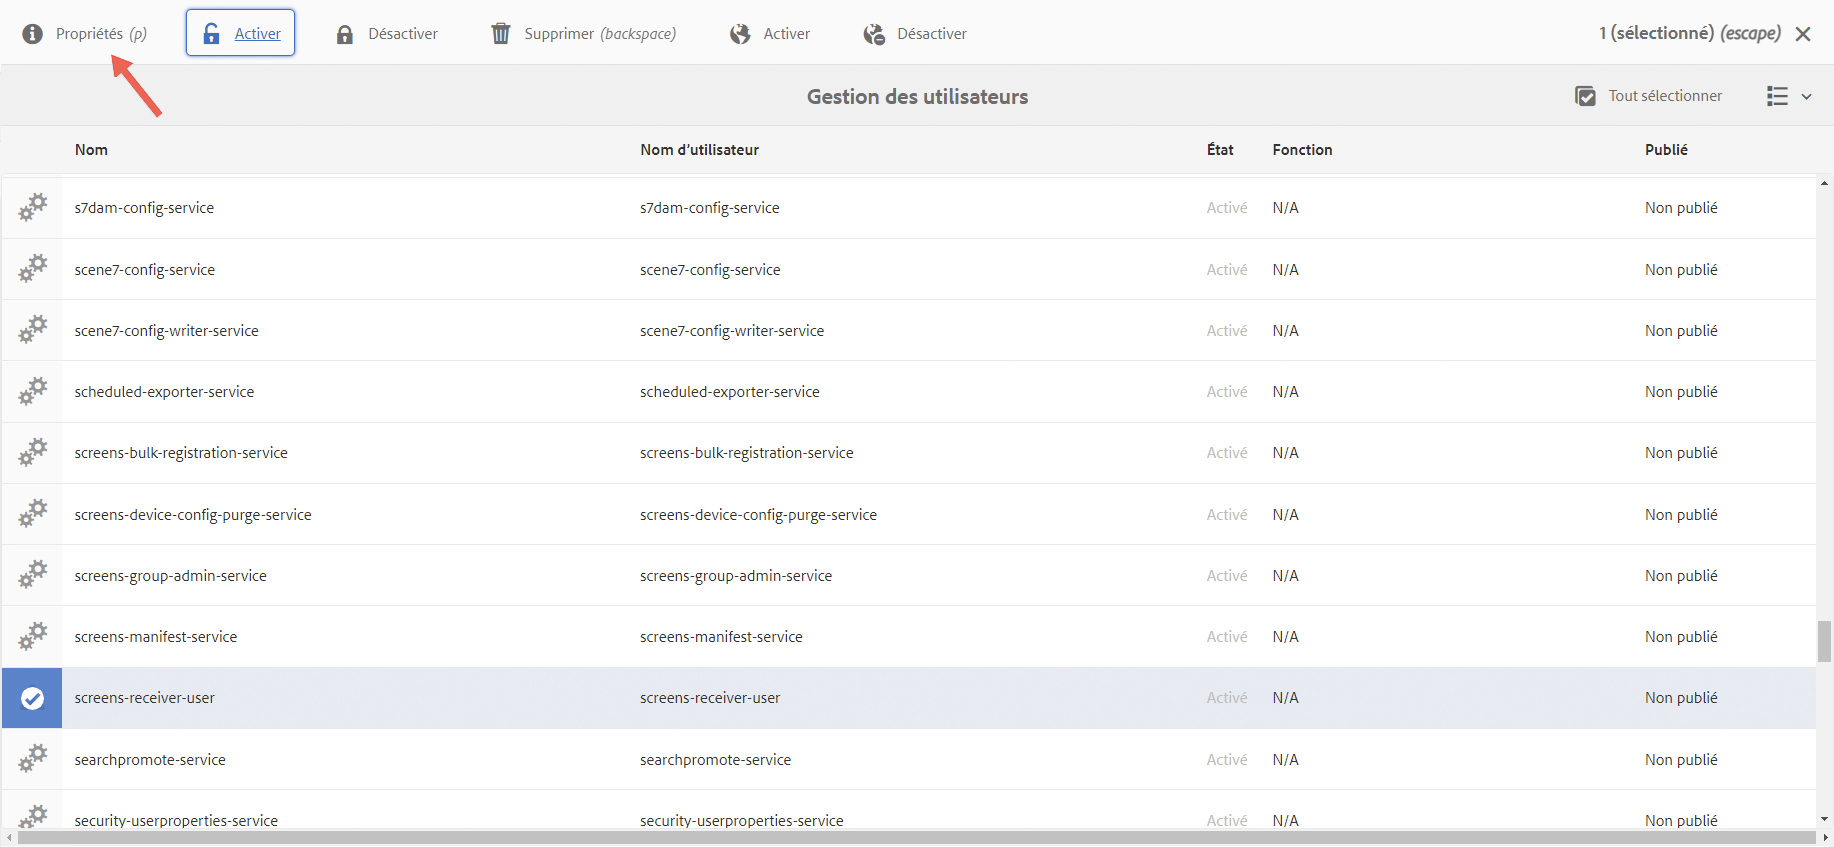 Propriétés (p) Activer Désactiver Supprimer (backspace) Activer Désactiver 1 (sélectionné) (escape)
Gestion des utilisateurs Tout sélectionner
Nom Nom d'utilisateur État Fonction Publié
s7dam-config-service s7dam-config-service Activé N/A Non publié
scene7-config-service scene7-config-service Activé N/A Non publié
scene7-config-writer-service scene7-config-writer-service Activé N/A Non publié
scheduled-exporter-service scheduled-exporter-service Activé N/A Non publié
screens-bulk-registration-service screens-bulk-registration-service Activé N/A Non publié
screens-device-config-purge-service screens-device-config-purge-service Activé N/A Non publié
screens-group-admin-service screens-group-admin-service Activé N/A Non publié
screens-manifest-service screens-manifest-service Activé N/A Non publié
screens-receiver-user screens-receiver-user Activé N/A Non publié
searchpromote-service searchpromote-service Activé N/A Non publié
security-userproperties-service security-userproperties-service Activé N/A Non publié